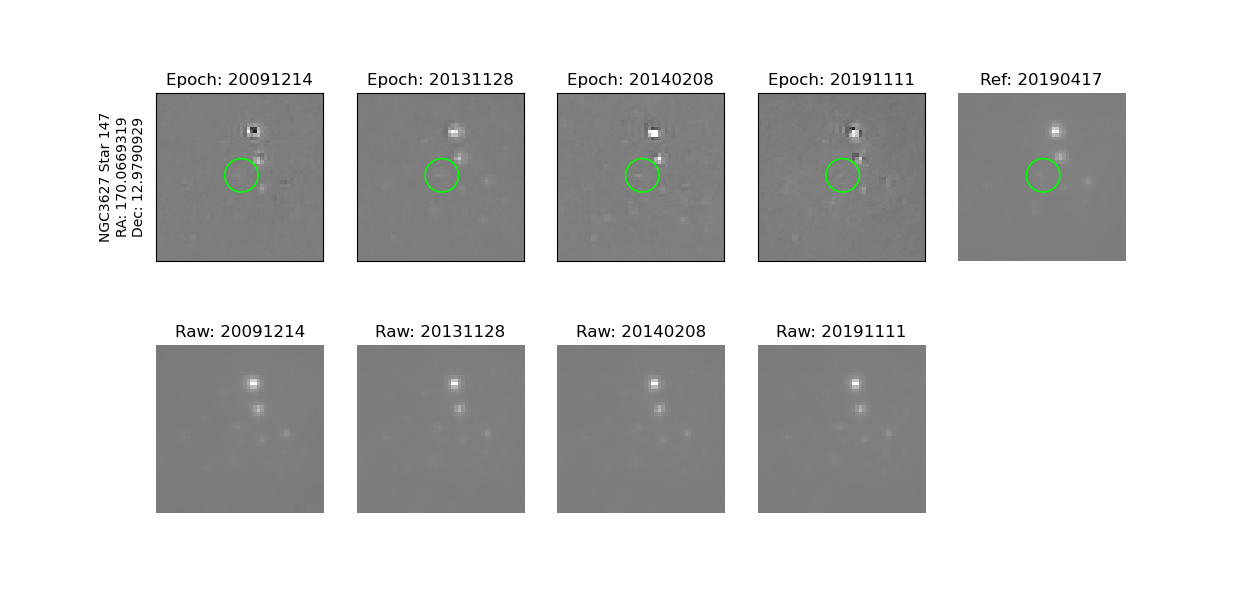 Epoch: 20091214
Epoch: 20131128
Epoch: 20140208
Epoch: 20191111
Ref: 20190417
NGC3627 Star 147
RA: 170.0669319
Dec: 12.9790929
Raw: 20091214
Raw: 20131128
Raw: 20140208
Raw: 20191111